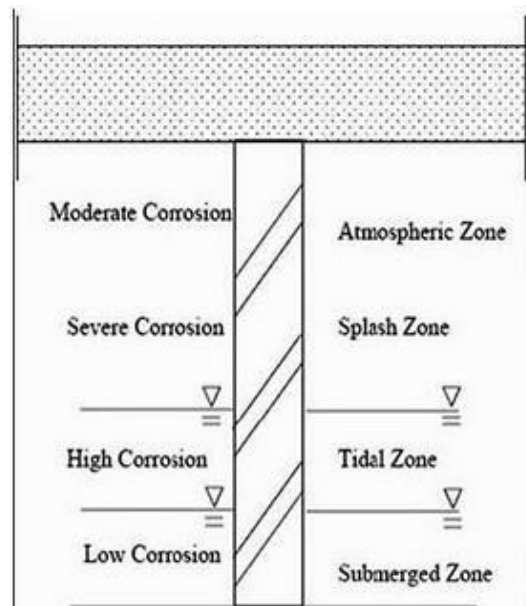 Moderate Corrosion
Atmospheric Zone
Severe Corrosion
Splash Zone
High Corrosion
Tidal Zone
Low Corrosion
Submerged Zone